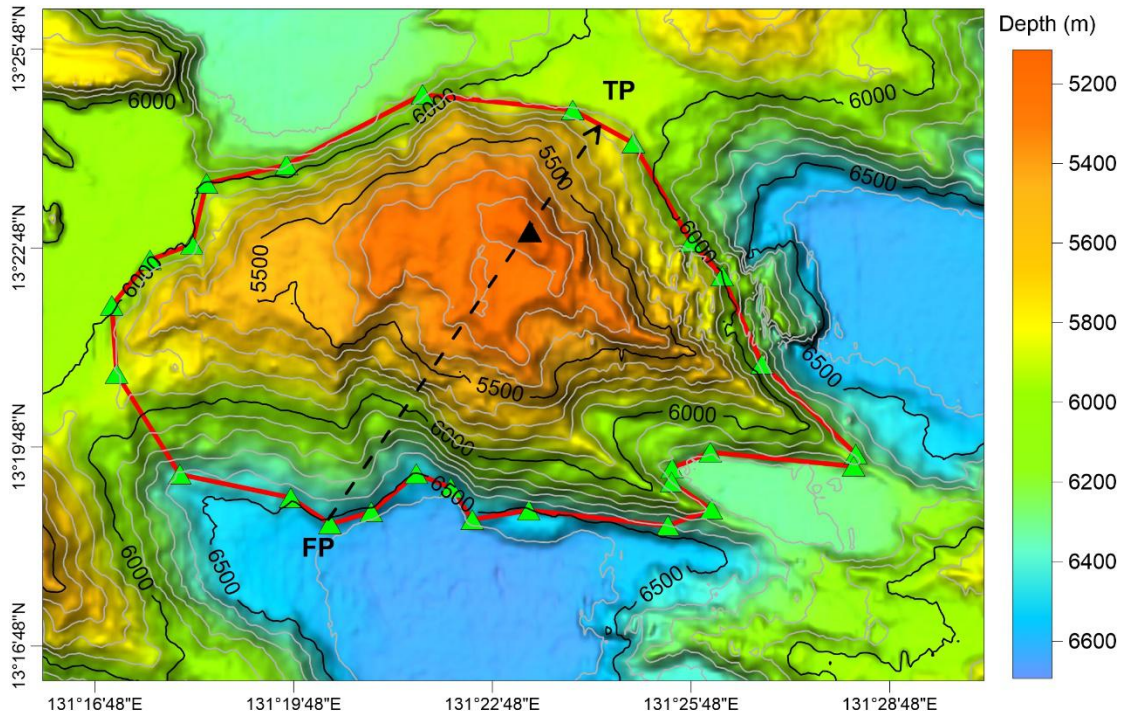 Depth (m)
13°25'48"N
13°22'48"N
13°19'48"N
13°16'48"N
TP
6000
6000
6000
5500
6500
5500
6000
6000
6500
5500
6000
6000
6500
FP
6000
6500
6500
5200
5400
5600
5800
6000
6200
6400
6600
131°16'48"E
131°19'48"E
131°22'48"E
131°25'48"E
131°28'48"E